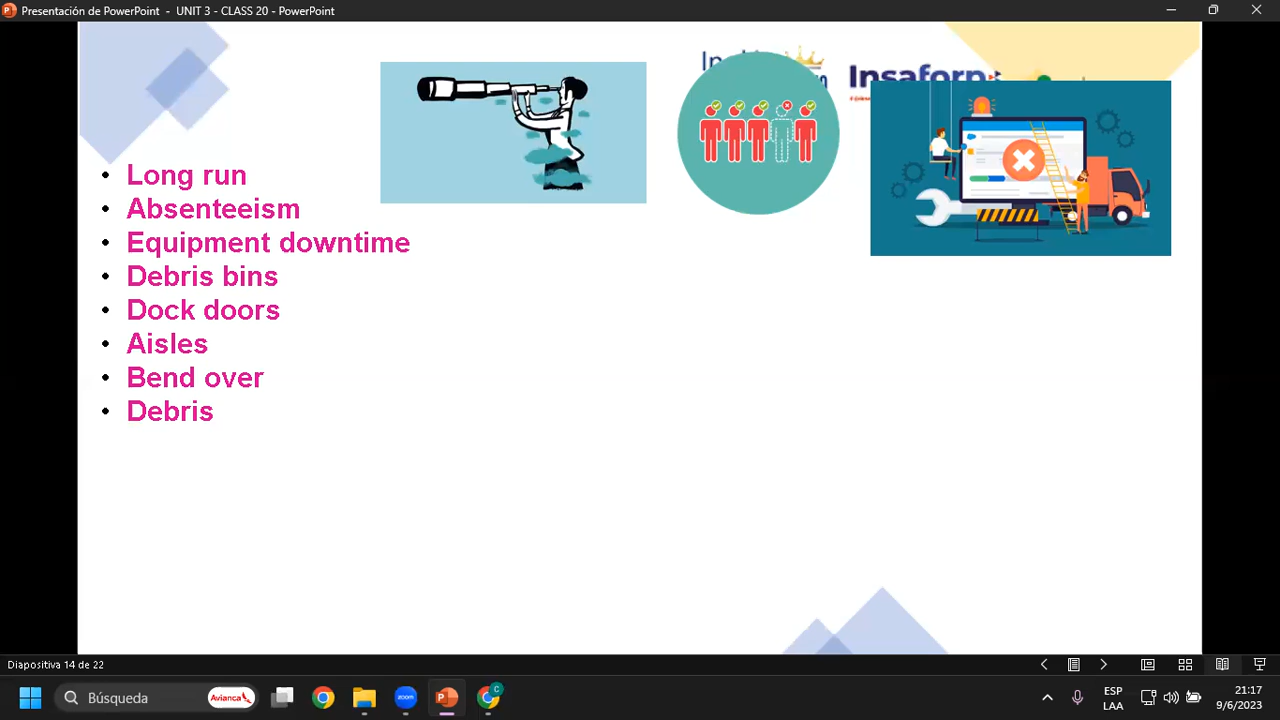 Presentación de PowerPoint - UNIT 3 - CLASS 20 - PowerPoint
Insaforp
• Long run
• Absenteeism
• Equipment downtime
• Debris bins
• Dock doors
• Aisles
• Bend over
• Debris
Diapositiva 14 de 22
Búsqueda
Avianca
C
ESP
LAA
21:17
9/6/2023